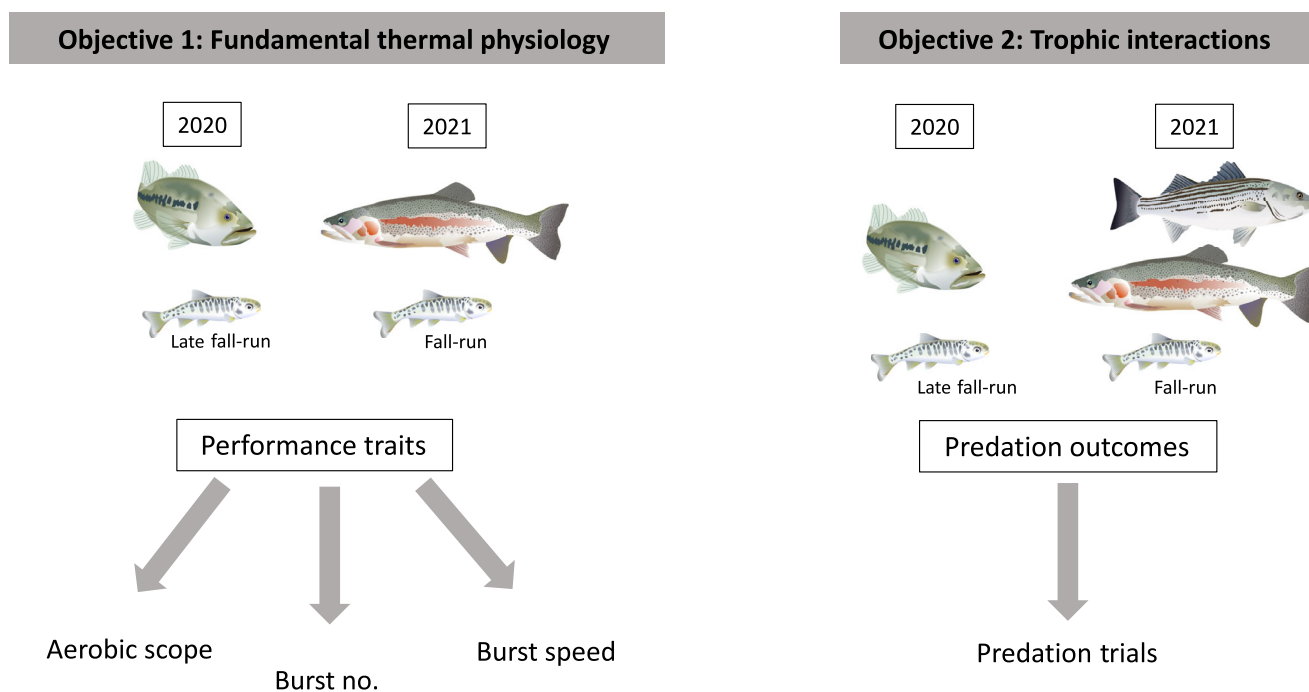 Objective 1: Fundamental thermal physiology
2020
2021
Late fall-run
Fall-run
Performance traits
Aerobic scope
Burst no.
Burst speed
Objective 2: Trophic interactions
2020
2021
Late fall-run
Fall-run
Predation outcomes
Predation trials